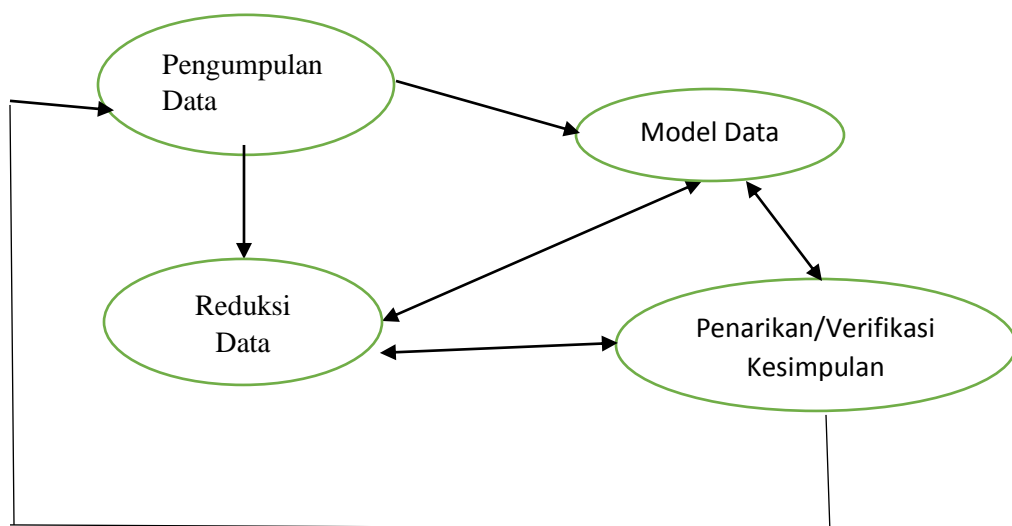 Pengumpulan
Data
Model Data
Reduksi
Data
Penarikan/Verifikasi
Kesimpulan